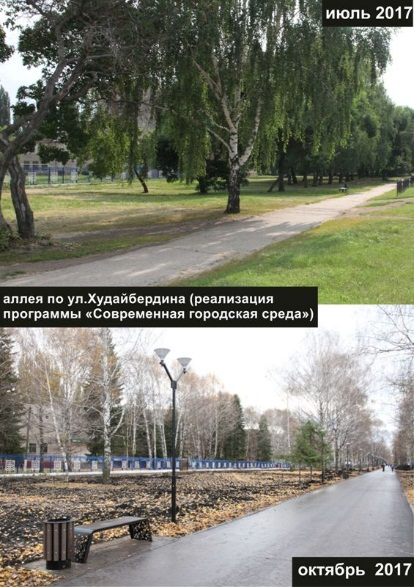 июль 2017
аллея по ул.Худайбердина (реализация
программы «Современная городская среда»)
октябрь 2017